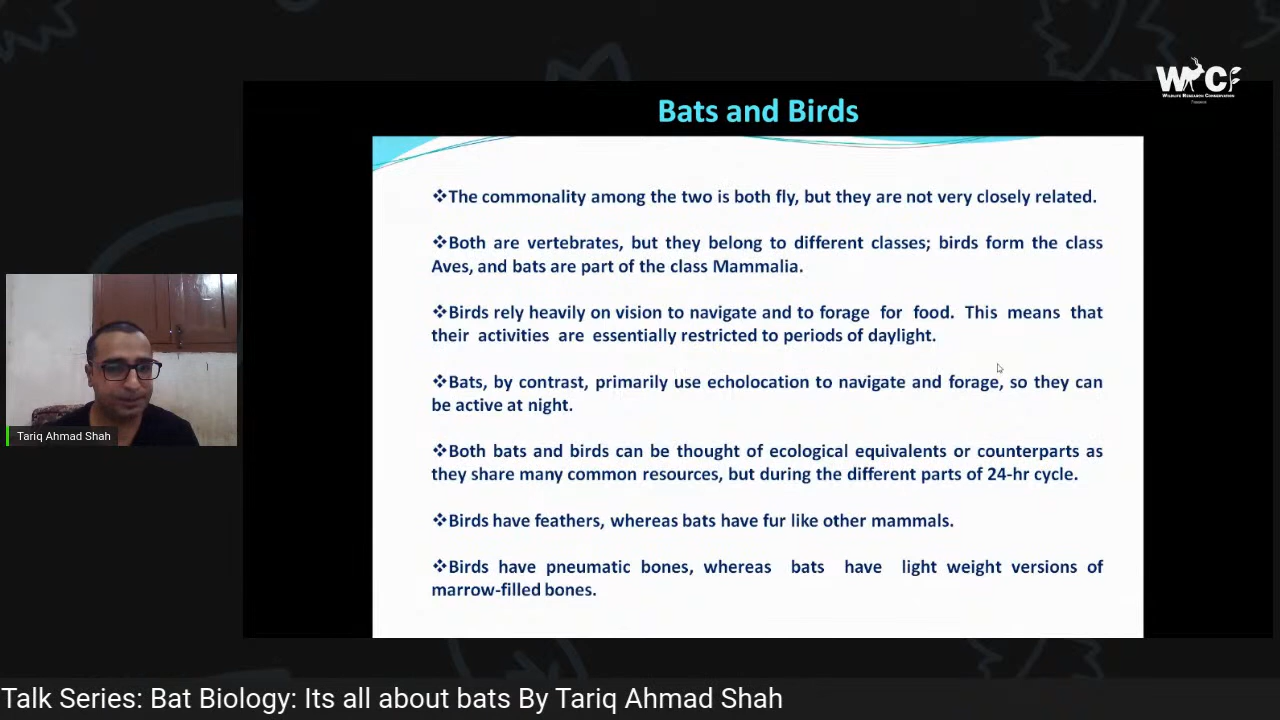 WCF
WILDLIFE RESEARCH CONSERVATION
Bats and Birds
❖The commonality among the two is both fly, but they are not very closely related.
❖Both are vertebrates, but they belong to different classes; birds form the class
Aves, and bats are part of the class Mammalia.
❖Birds rely heavily on vision to navigate and to forage for food. This means that
their activities are essentially restricted to periods of daylight.
❖Bats, by contrast, primarily use echolocation to navigate and forage, so they can
be active at night.
❖Both bats and birds can be thought of ecological equivalents or counterparts as
they share many common resources, but during the different parts of 24-hr cycle.
❖Birds have feathers, whereas bats have fur like other mammals.
❖Birds have pneumatic bones, whereas bats have light weight versions of
marrow-filled bones.
Tariq Ahmad Shah
Talk Series: Bat Biology: Its all about bats By Tariq Ahmad Shah